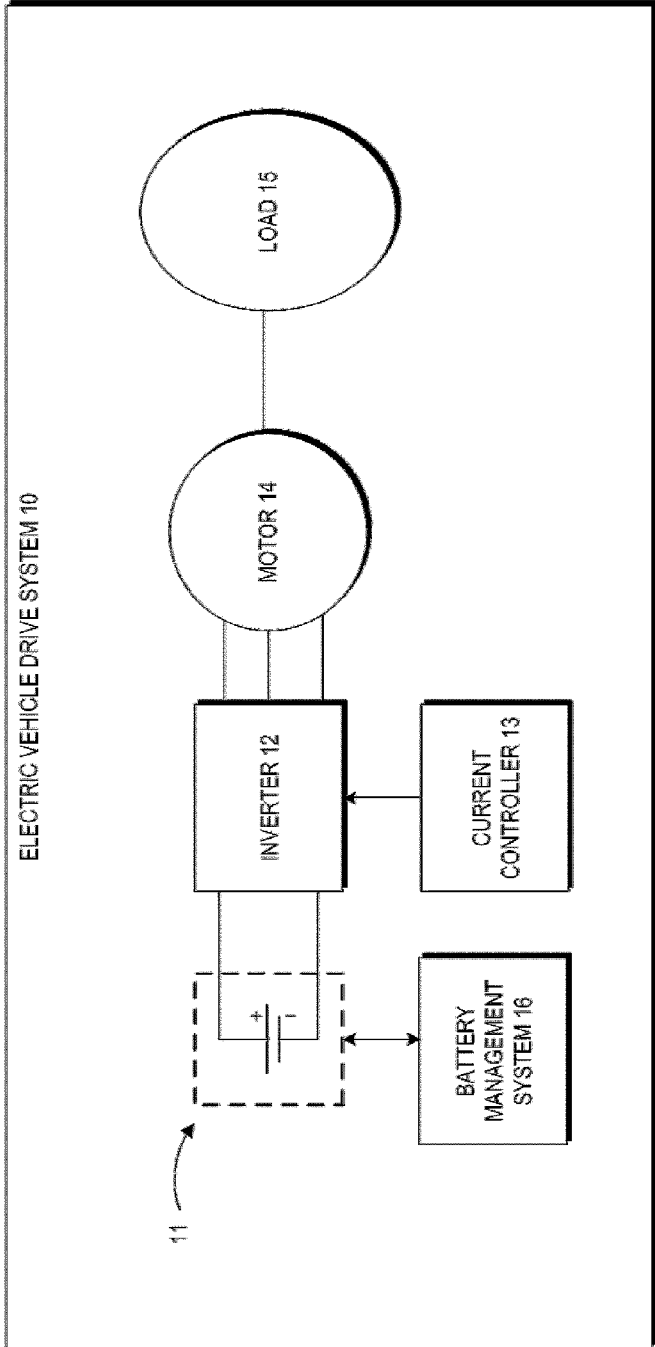 ELECTRIC VEHICLE DRIVE SYSTEM 10
11
+
-
INVERTER 12
MOTOR 14
LOAD 15
BATTERY
MANAGEMENT
SYSTEM 16
CURRENT
CONTROLLER 13